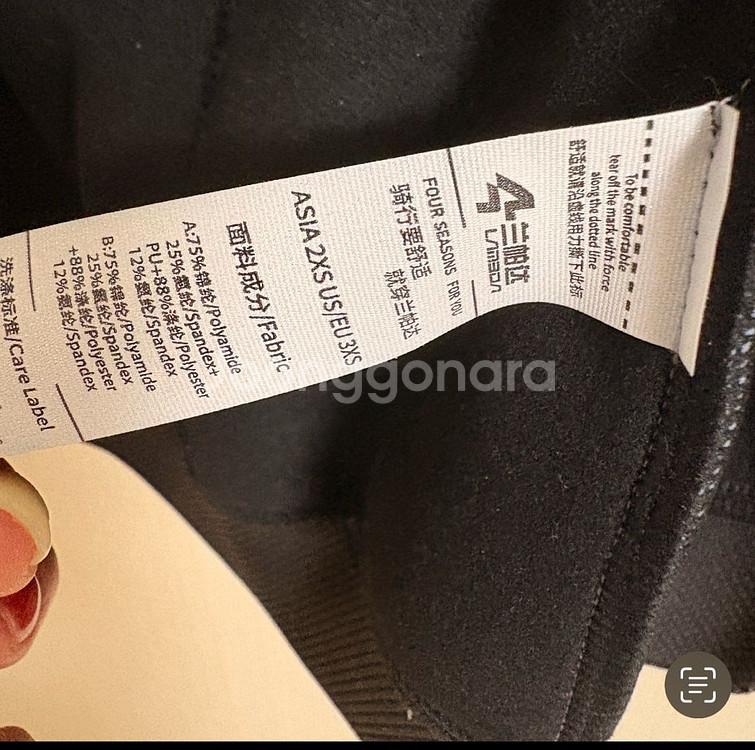 To be comfortable
tear off the mark with force
along the dotted line
舒适就请沿虚线用力撕下此标
兰帕达
LAMBDA
FOUR SEASONS FOR YOU
骑行要舒适 就穿兰帕达
ASIA 2XS US/EU 3XS
面料成分/Fabric
A:75%锦纶/Polyamide
25%氨纶/Spandex+
PU+88%涤纶/Polyester
12%氨纶/Spandex
B:75%锦纶/Polyamide
25%氨纶/Spandex
+88%涤纶/Polyester
12%氨纶/Spandex
洗涤标准/Care Label